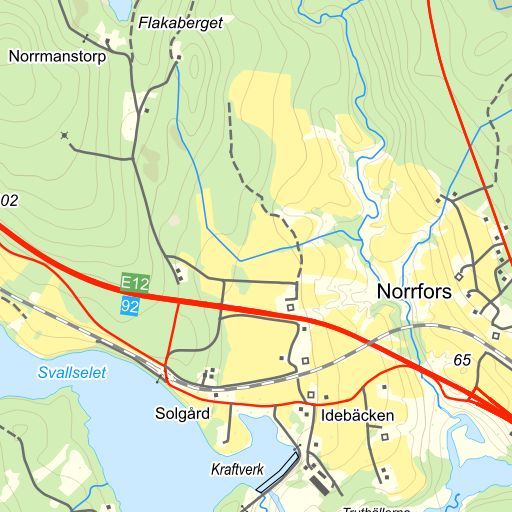 Flakaberget
Norrmanstorp
02
E12
92
Norrfors
65
Svallselet
Solgård
Idebäcken
Kraftverk